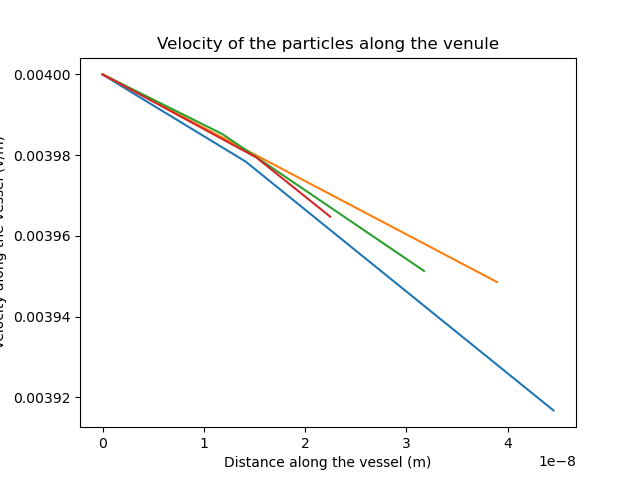 Velocity of the particles along the venule
0.00400
0.00398
0.00396
0.00394
0.00392
along the vessel
0
1
2
3
4
1e−8
Distance along the vessel (m)